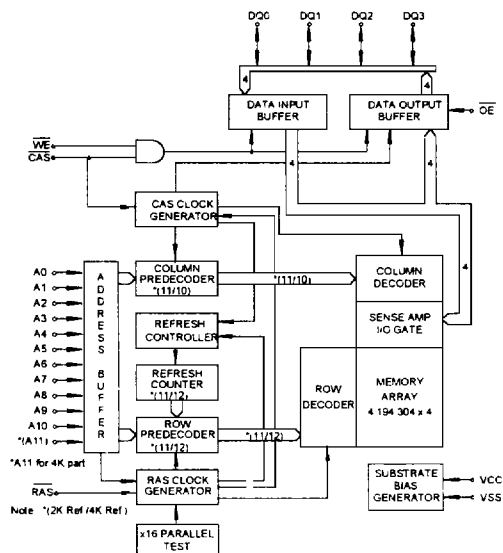 DQ0 DQ1 DQ2 DQ3
4
DATA INPUT
BUFFER
DATA OUTPUT
BUFFER
OE
WE
CAS
4
4
CAS CLOCK
GENERATOR
4
A0
A1
A2
A3
A4
A5
A6
A7
A8
A9
A10
*(A11)
ADDRESS BUFFER
COLUMN
PREDECODER
*(11/10)
*(11/10)
COLUMN
DECODER
SENSE AMP
I/O GATE
REFRESH
CONTROLLER
REFRESH
COUNTER
*(11/12)
ROW
PREDECODER
*(11/12)
*(11/12)
ROW
DECODER
MEMORY
ARRAY
4 194 304 x 4
*A11 for 4K part
RAS
RAS CLOCK
GENERATOR
Note *(2K Ref /4K Ref )
x16 PARALLEL
TEST
SUBSTRATE
BIAS
GENERATOR
VCC
VSS